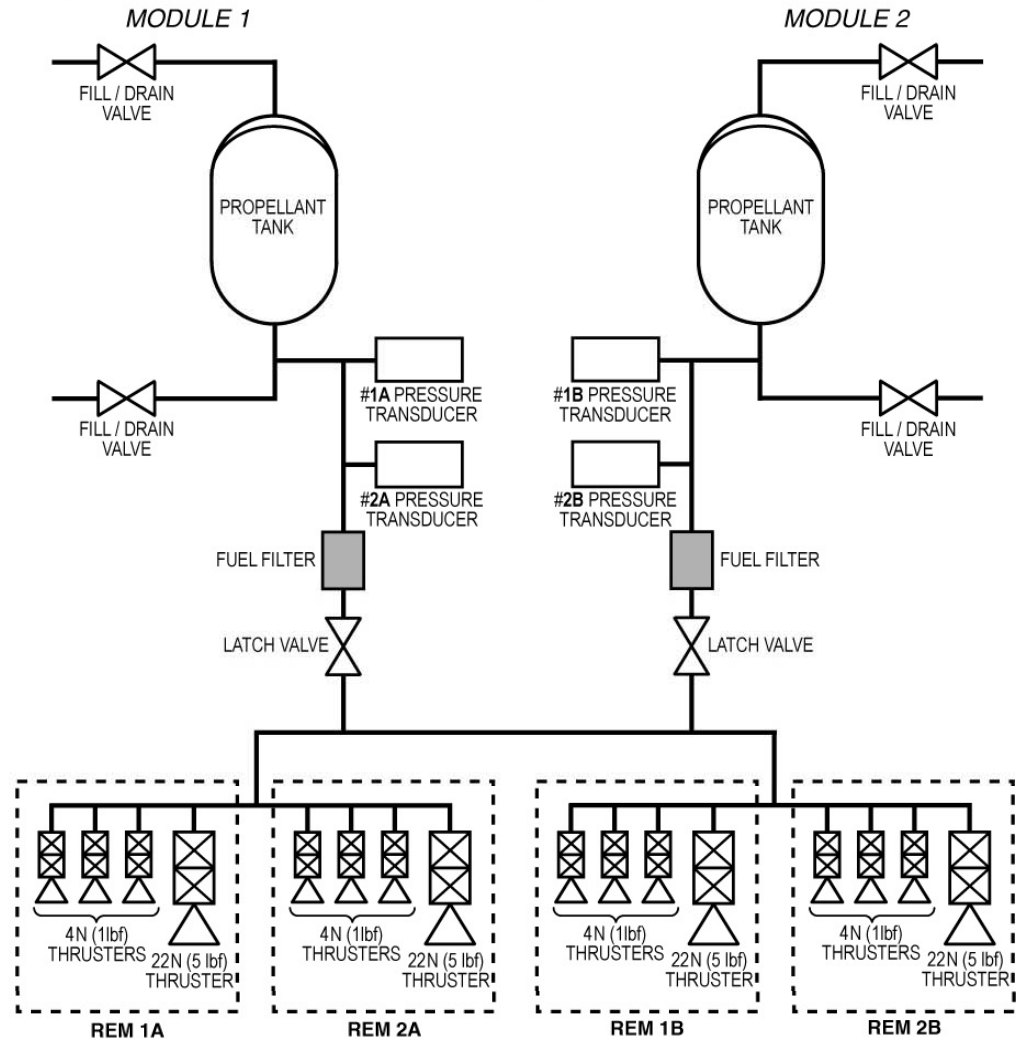 MODULE 1
MODULE 2
FILL / DRAIN
VALVE
FILL / DRAIN
VALVE
PROPELLANT
TANK
PROPELLANT
TANK
#1A PRESSURE
TRANSDUCER
#1B PRESSURE
TRANSDUCER
FILL / DRAIN
VALVE
FILL / DRAIN
VALVE
#2A PRESSURE
TRANSDUCER
#2B PRESSURE
TRANSDUCER
FUEL FILTER
FUEL FILTER
LATCH VALVE
LATCH VALVE
4N (1lbf)
THRUSTERS
22N (5 lbf)
THRUSTER
4N (1lbf)
THRUSTERS
22N (5 lbf)
THRUSTER
4N (1lbf)
THRUSTERS
22N (5 lbf)
THRUSTER
4N (1lbf)
THRUSTERS
22N (5 lbf)
THRUSTER
REM 1A
REM 2A
REM 1B
REM 2B